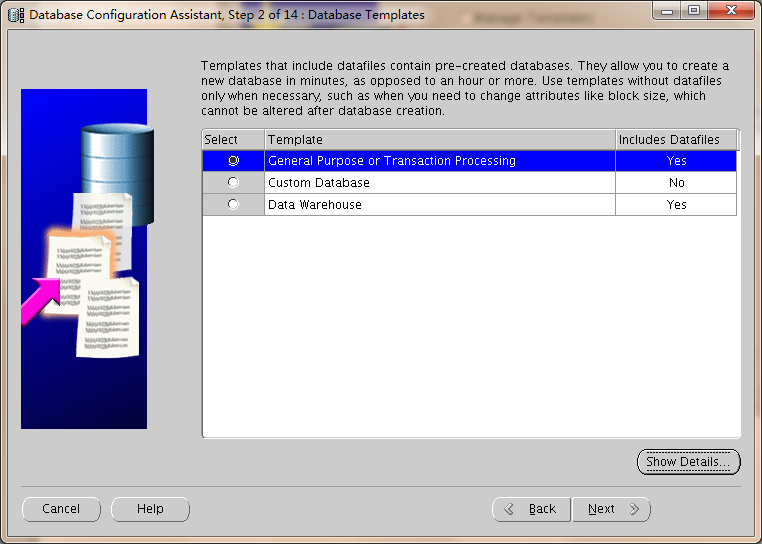 Database Configuration Assistant, Step 2 of 14 : Database Templates
Manage Templates
Templates that include datafiles contain pre-created databases. They allow you to create a
new database in minutes, as opposed to an hour or more. Use templates without datafiles
only when necessary, such as when you need to change attributes like block size, which
cannot be altered after database creation.
Select Template Includes Datafiles
General Purpose or Transaction Processing Yes
Custom Database No
Data Warehouse Yes
Show Details...
Cancel Help Back Next